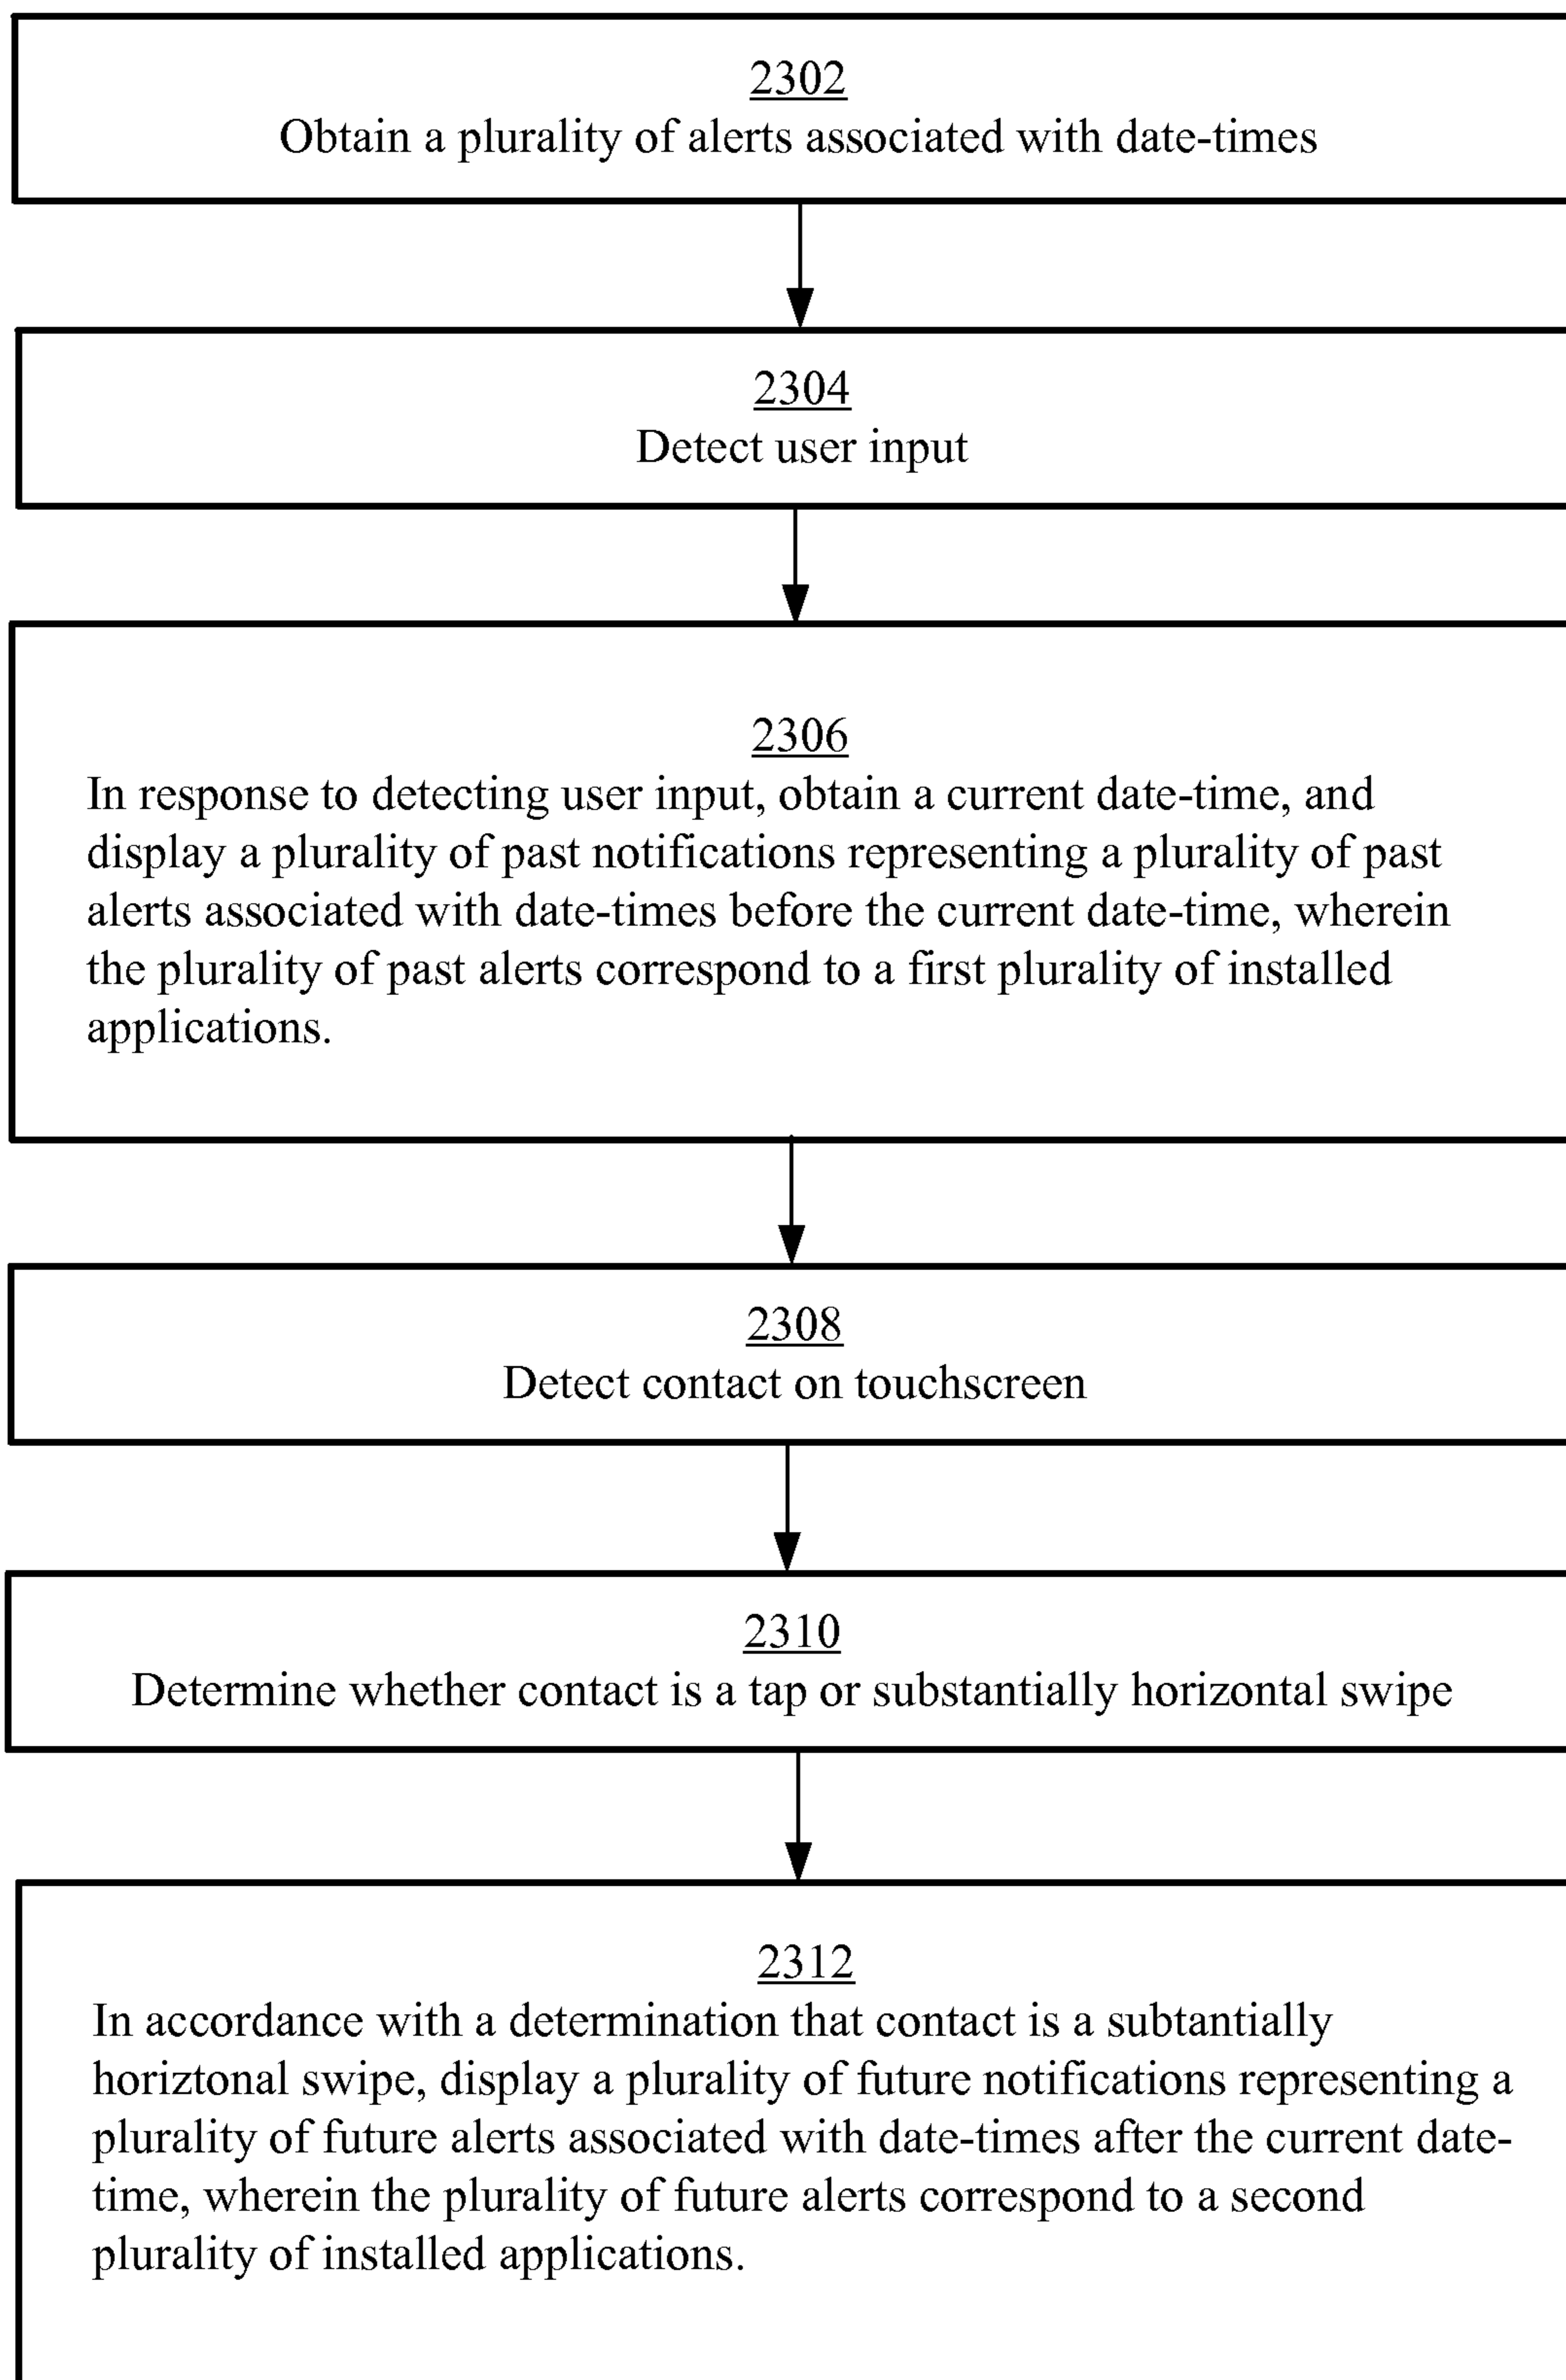 2302
Obtain a plurality of alerts associated with date-times
2304
Detect user input
2306
In response to detecting user input, obtain a current date-time, and
display a plurality of past notifications representing a plurality of past
alerts associated with date-times before the current date-time, wherein
the plurality of past alerts correspond to a first plurality of installed
applications.
2308
Detect contact on touchscreen
2310
Determine whether contact is a tap or substantially horizontal swipe
2312
In accordance with a determination that contact is a subtantially
horiztonal swipe, display a plurality of future notifications representing a
plurality of future alerts associated with date-times after the current date-
time, wherein the plurality of future alerts correspond to a second
plurality of installed applications.